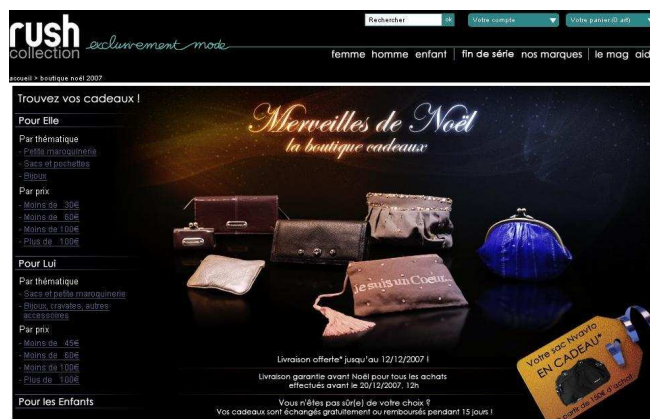 rush
collection
exclusivement mode
Rechercher
ok
Votre compte
Votre panier (0 art)
femme homme enfant | fin de série nos marques | le mag aid
accueil > boutique noël 2007
Trouvez vos cadeaux !
Pour Elle
Par thématique
- Petite maroquinerie
- Sacs et pochettes
- Bijoux
Par prix
- Moins de 30€
- Moins de 60€
- Moins de 100€
- Plus de 100€
Pour Lui
Par thématique
- Sacs et petite maroquinerie
- Bijoux, cravates, autres
accessoires
Par prix
- Moins de 45€
- Moins de 60€
- Moins de 100€
- Plus de 100€
Pour les Enfants
Merveilles de Noël
la boutique cadeaux
je suis un Coeur...
Livraison offerte* jusqu'au 12/12/2007 !
Livraison garantie avant Noël pour tous les achats
effectués avant le 20/12/2007, 12h
Vous n'êtes pas sûr(e) de votre choix ?
Vos cadeaux sont échangés gratuitement ou remboursés pendant 15 jours !
Votre sac Nvavto
EN CADEAU*
partir de 150€ d'achat